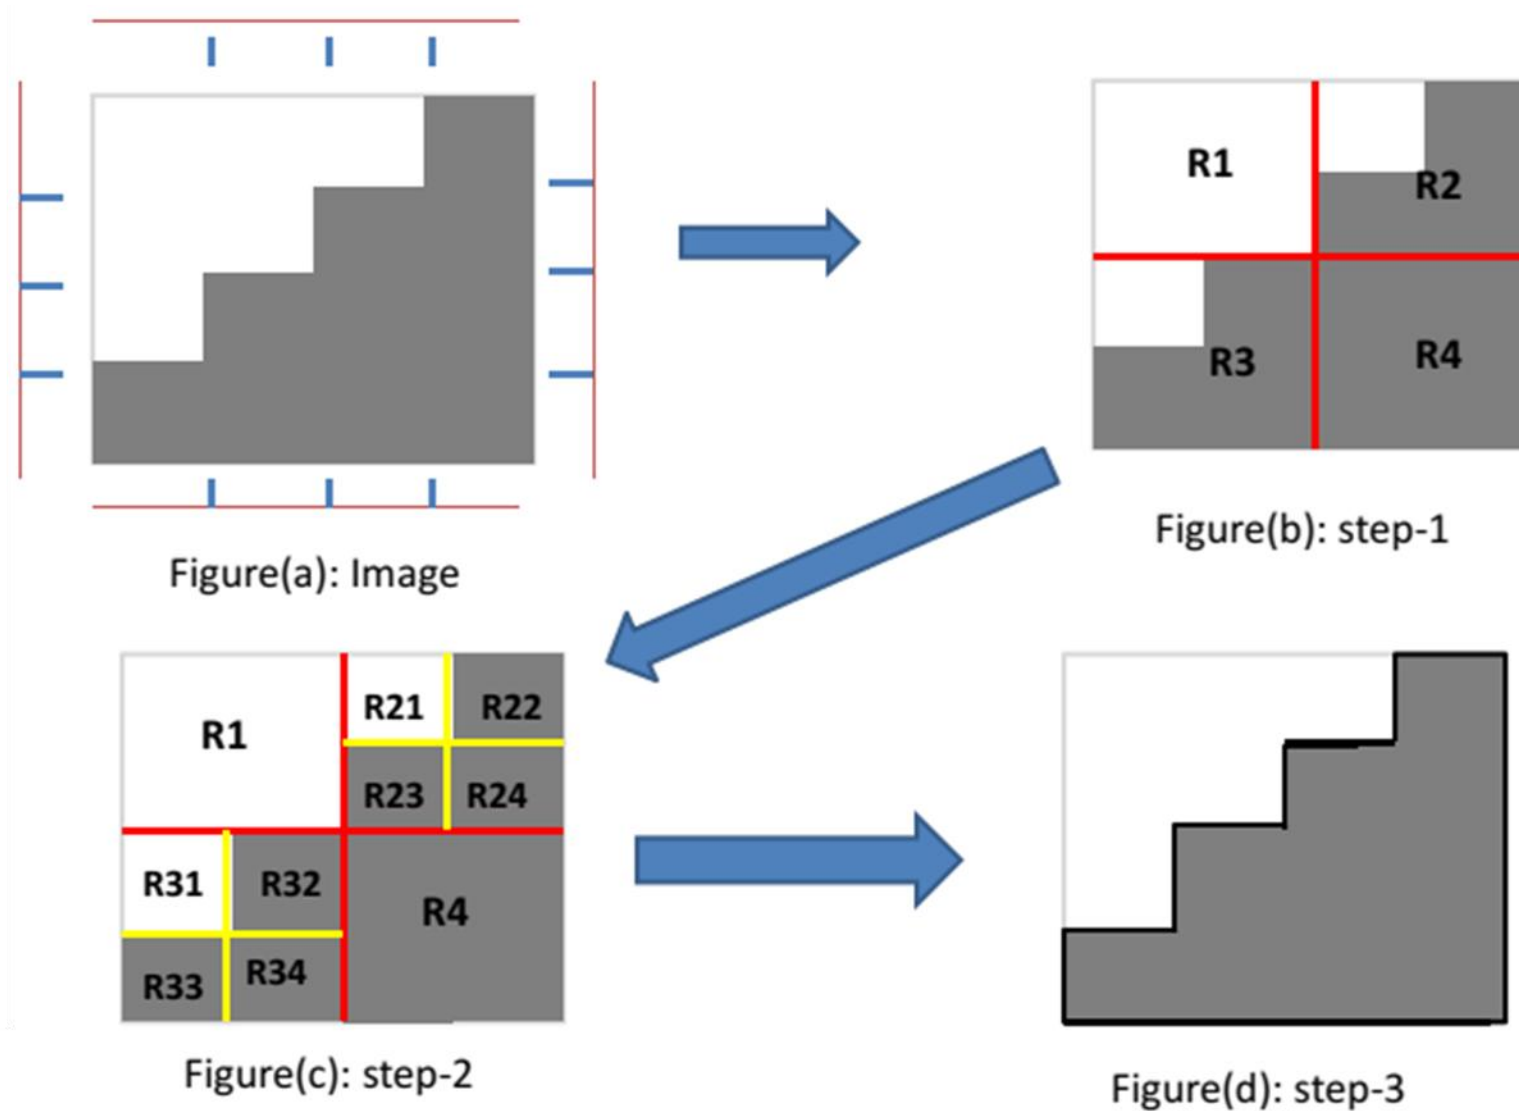 R1
R2
R3
R4
Figure(a): Image
Figure(b): step-1
R1
R21
R22
R23
R24
R31
R32
R33
R34
R4
Figure(c): step-2
Figure(d): step-3